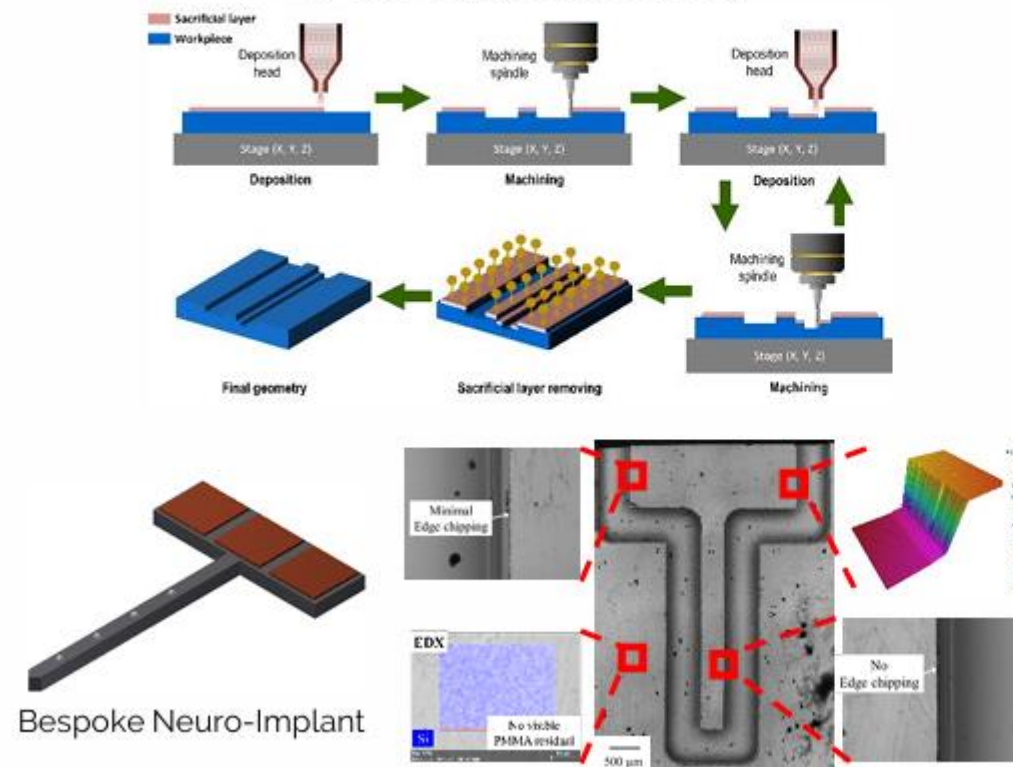 Sacrificial layer
Workpiece
Deposition
head
Stage (X, Y, Z)
Deposition
Machining
spindle
Stage (X, Y, Z)
Machining
Deposition
head
Stage (X, Y, Z)
Deposition
Machining
spindle
Stage (X, Y, Z)
Machining
Sacrificial layer removing
Final geometry
Bespoke Neuro-Implant
Minimal
Edge chipping
EDX
Si
No visible
PMMA residual
500 µm
No
Edge chipping